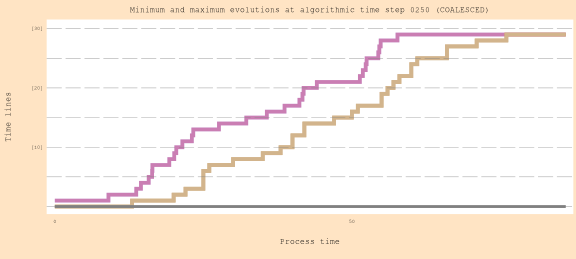 Minimum and maximum evolutions at algorithmic time step 0250 (COALESCED)
[30]
[20]
[10]
Time lines
0
50
Process time